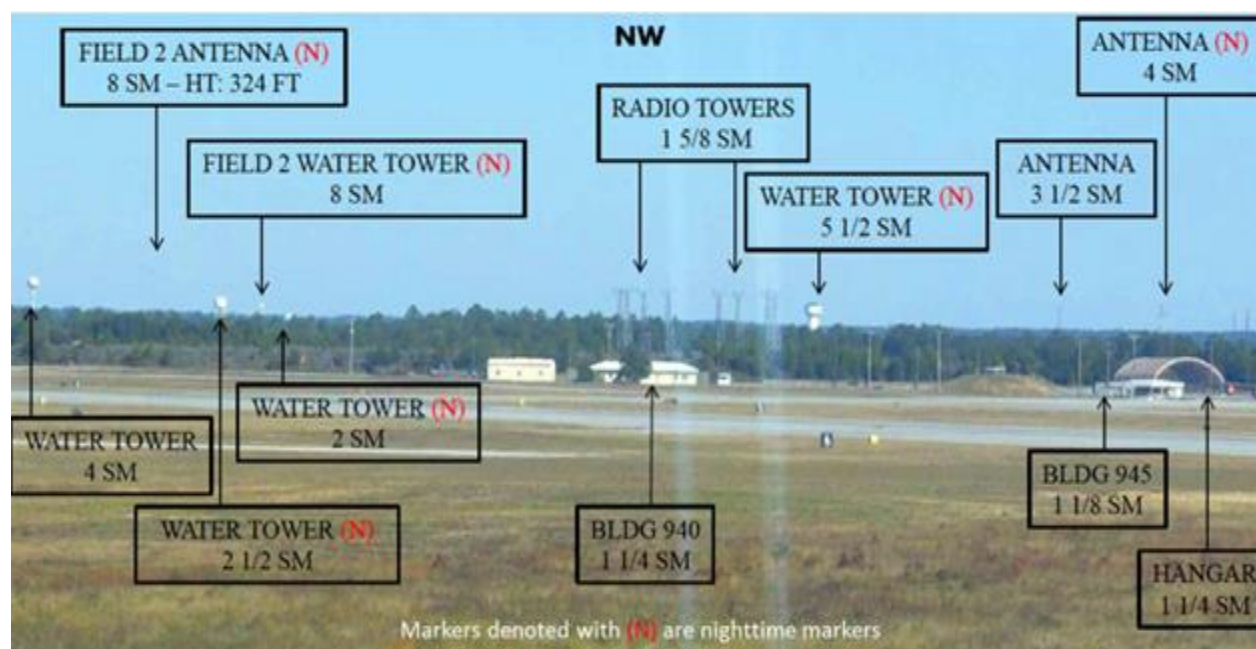 NW
FIELD 2 ANTENNA (N)
8 SM – HT: 324 FT
ANTENNA (N)
4 SM
RADIO TOWERS
1 5/8 SM
FIELD 2 WATER TOWER (N)
8 SM
WATER TOWER (N)
5 1/2 SM
ANTENNA
3 1/2 SM
WATER TOWER (N)
2 SM
WATER TOWER
4 SM
WATER TOWER (N)
2 1/2 SM
BLDG 940
1 1/4 SM
BLDG 945
1 1/8 SM
HANGAR
1 1/4 SM
Markers denoted with (N) are nighttime markers